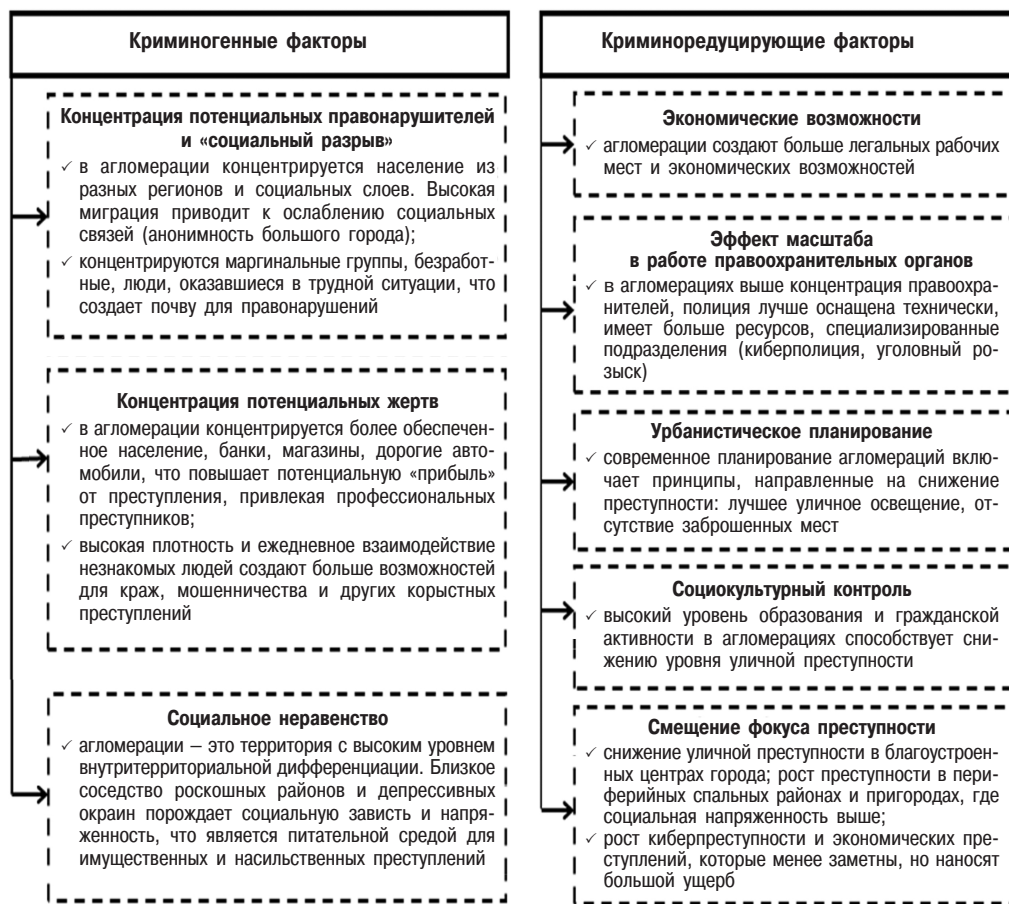 Криминогенные факторы
Концентрация потенциальных правонарушителей
и «социальный разрыв»
✓ в агломерации концентрируется население из
разных регионов и социальных слоев. Высокая
миграция приводит к ослаблению социальных
связей (анонимность большого города);
✓ концентрируются маргинальные группы, безработ-
ные, люди, оказавшиеся в трудной ситуации, что
создает почву для правонарушений
Концентрация потенциальных жертв
✓ в агломерации концентрируется более обеспечен-
ное население, банки, магазины, дорогие авто-
мобили, что повышает потенциальную «прибыль»
от преступления, привлекая профессиональных
преступников;
✓ высокая плотность и ежедневное взаимодействие
незнакомых людей создают больше возможностей
для краж, мошенничества и других корыстных
преступлений
Социальное неравенство
✓ агломерации – это территория с высоким уровнем
внутритерриториальной дифференциации. Близкое
соседство роскошных районов и депрессивных
окраин порождает социальную зависть и напря-
женность, что является питательной средой для
имущественных и насильственных преступлений
Криминоредуцирующие факторы
Экономические возможности
✓ агломерации создают больше легальных рабочих
мест и экономических возможностей
Эффект масштаба
в работе правоохранительных органов
✓ в агломерациях выше концентрация правоохра-
нителей, полиция лучше оснащена технически,
имеет больше ресурсов, специализированные
подразделения (киберполиция, уголовный ро-
зыск)
Урбанистическое планирование
✓ современное планирование агломераций вклю-
чает принципы, направленные на снижение
преступности: лучшее уличное освещение, от-
сутствие заброшенных мест
Социокультурный контроль
✓ высокий уровень образования и гражданской
активности в агломерациях способствует сни-
жению уровня уличной преступности
Смещение фокуса преступности
✓ снижение уличной преступности в благоустроен-
ных центрах города; рост преступности в пери-
ферийных спальных районах и пригородах, где
социальная напряженность выше;
✓ рост киберпреступности и экономических пре-
ступлений, которые менее заметны, но наносят
большой ущерб